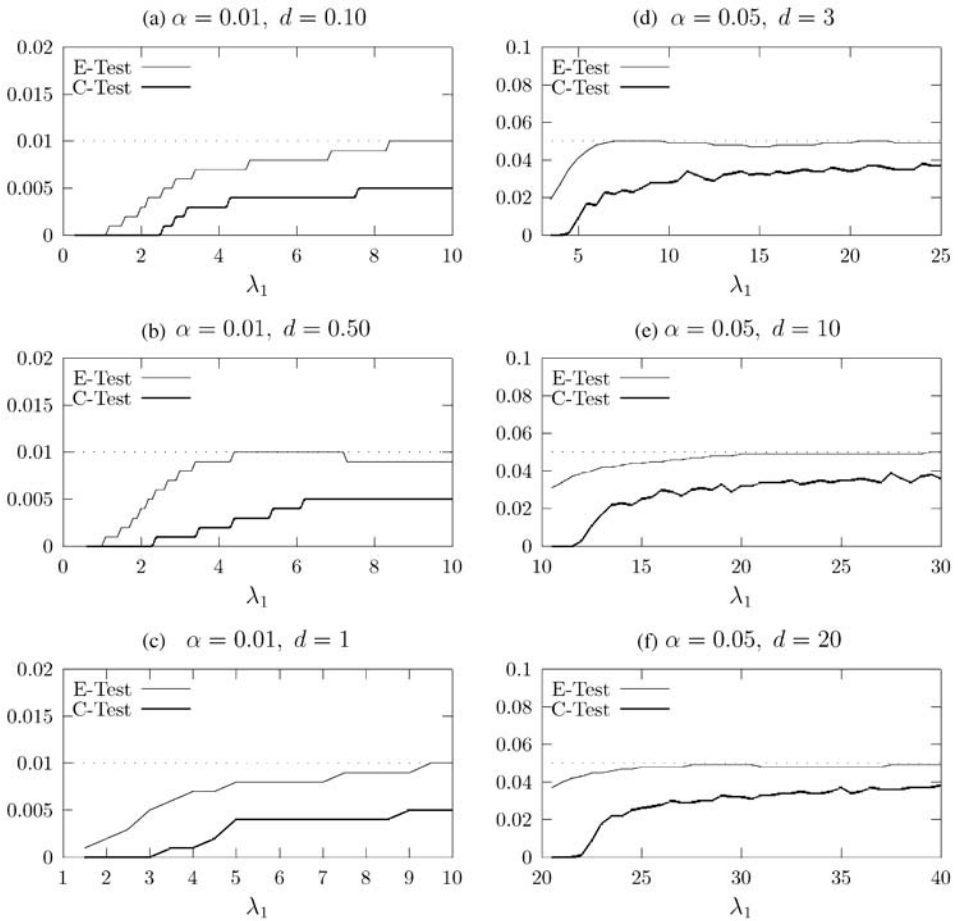 (a) α = 0.01, d = 0.10
0.02
0.015
0.01
0.005
0
E-Test
C-Test
0 2 4 6 8 10
λ₁
(d) α = 0.05, d = 3
0.1
0.08
0.06
0.04
0.02
0
E-Test
C-Test
5 10 15 20 25
λ₁
(b) α = 0.01, d = 0.50
0.02
0.015
0.01
0.005
0
E-Test
C-Test
0 2 4 6 8 10
λ₁
(e) α = 0.05, d = 10
0.1
0.08
0.06
0.04
0.02
0
E-Test
C-Test
10 15 20 25 30
λ₁
(c) α = 0.01, d = 1
0.02
0.015
0.01
0.005
0
E-Test
C-Test
1 2 3 4 5 6 7 8 9 10
λ₁
(f) α = 0.05, d = 20
0.1
0.08
0.06
0.04
0.02
0
E-Test
C-Test
20 25 30 35 40
λ₁